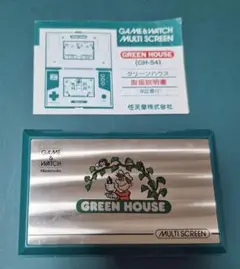 GAME & WATCH
MULTI SCREEN
GREEN HOUSE
(GH-54)
グリーンハウス
取扱説明書
任天堂株式会社
GAME &
WATCH
Nintendo
GREEN HOUSE
MULTI SCREEN